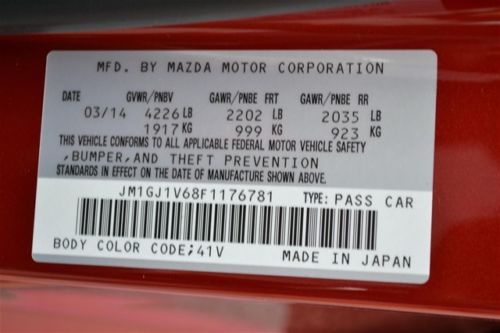 MFD. BY MAZDA MOTOR CORPORATION
DATE GVWR/PNBV GAWR/PNBE FRT GAWR/PNBE RR
03/14 4226 LB 2202 LB 2035 LB
1917 KG 999 KG 923 KG
THIS VEHICLE CONFORMS TO ALL APPLICABLE FEDERAL MOTOR VEHICLE SAFETY
,BUMPER,AND THEFT PREVENTION
STANDARDS IN EFFECT ON THE DATE OF MANUFACTURE SHOWN ABOVE.
JM1GJ1V68F1176781 TYPE: PASS CAR
BODY COLOR CODE;41V MADE IN JAPAN